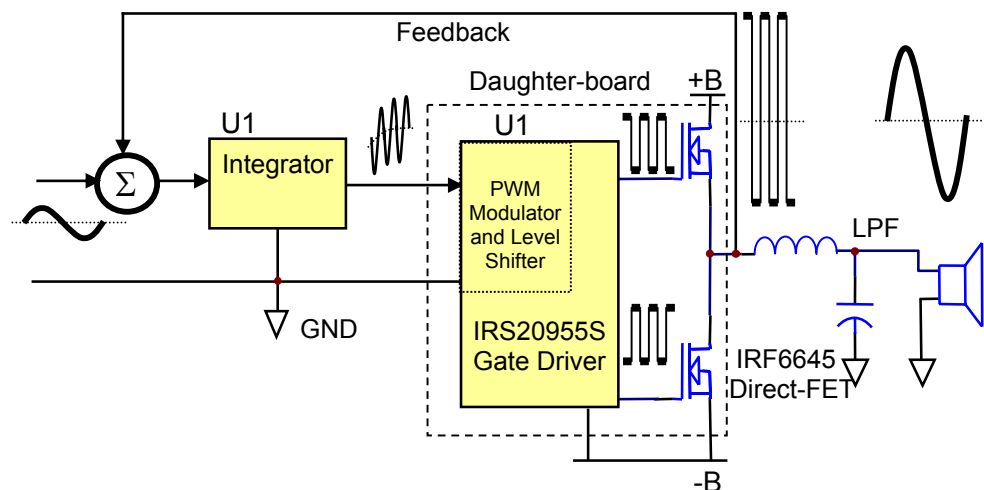 Feedback
Daughter-board
+B
U1
U1
Integrator
Σ
PWM
Modulator
and Level
Shifter
LPF
GND
IRS20955S
Gate Driver
IRF6645
Direct-FET
-B